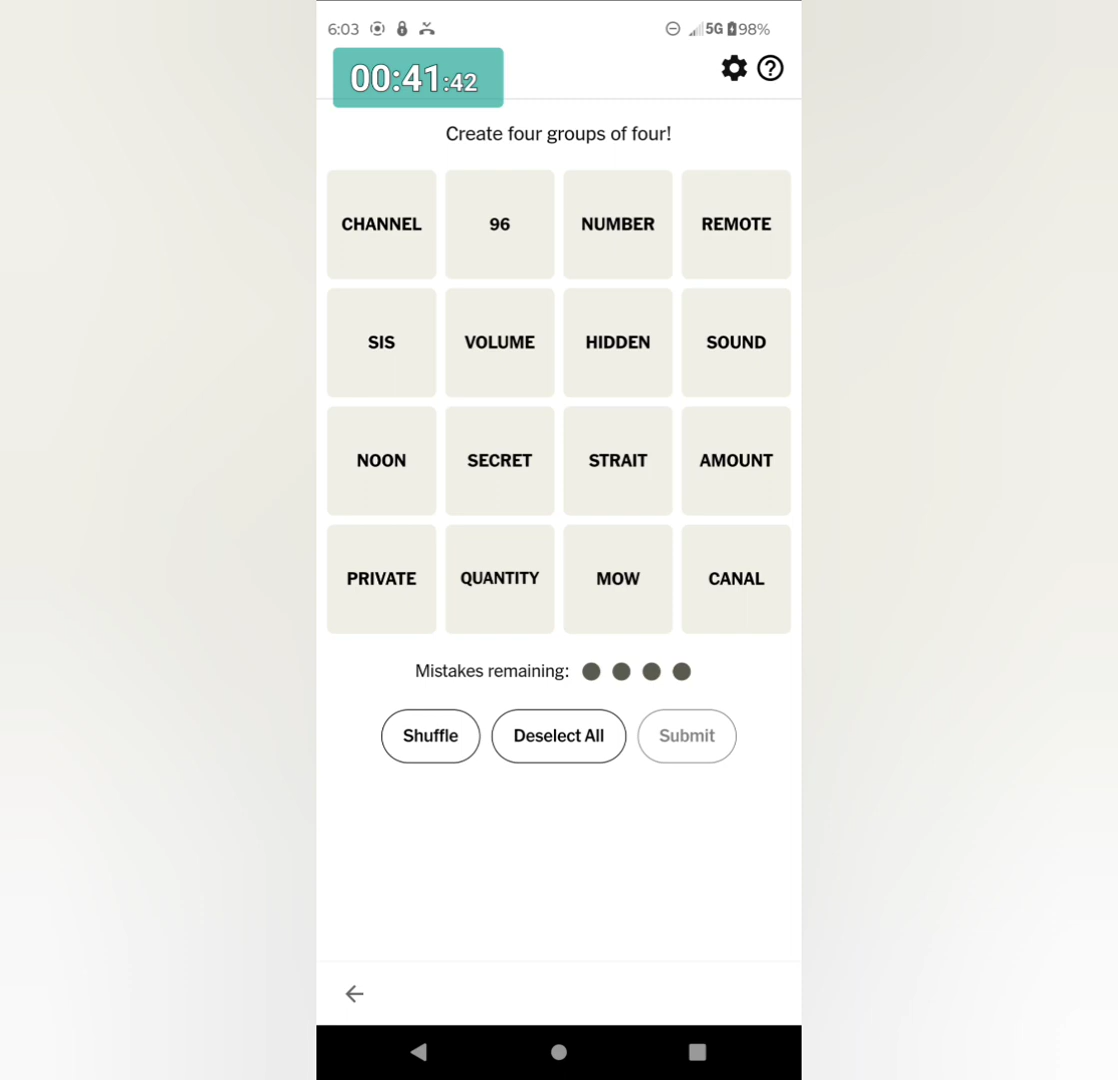 6:03 5G 98%
00:41:42
Create four groups of four!
CHANNEL 96 NUMBER REMOTE
SIS VOLUME HIDDEN SOUND
NOON SECRET STRAIT AMOUNT
PRIVATE QUANTITY MOW CANAL
Mistakes remaining:
Shuffle Deselect All Submit